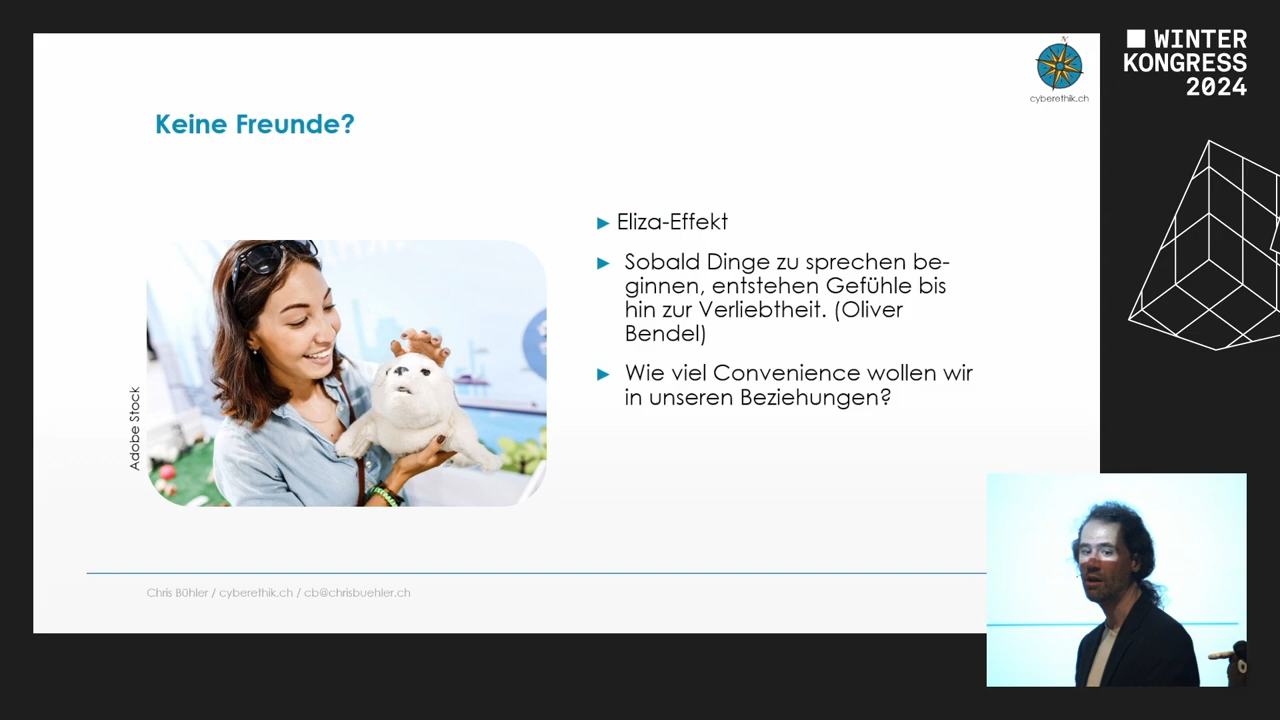 WINTER
KONGRESS
2024
N
cyberethik.ch
Keine Freunde?
Eliza-Effekt
Sobald Dinge zu sprechen be-
ginnen, entstehen Gefühle bis
hin zur Verliebtheit. (Oliver
Bendel)
Wie viel Convenience wollen wir
in unseren Beziehungen?
Adobe Stock
Chris Bühler / cyberethik.ch / cb@chrisbuehler.ch